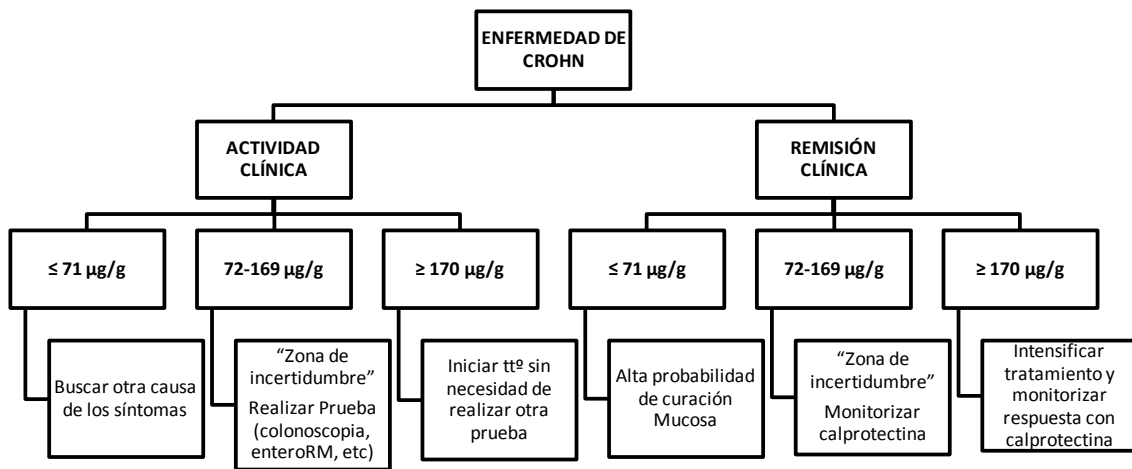 ENFERMEDAD DE
CROHN
ACTIVIDAD
CLÍNICA
REMISIÓN
CLÍNICA
≤ 71 µg/g
72-169 µg/g
≥ 170 µg/g
≤ 71 µg/g
72-169 µg/g
≥ 170 µg/g
Buscar otra causa
de los síntomas
“Zona de
incertidumbre”
Realizar Prueba
(colonoscopia,
enteroRM, etc)
Iniciar ttº sin
necesidad de
realizar otra
prueba
Alta probabilidad
de curación
Mucosa
“Zona de
incertidumbre”
Monitorizar
calprotectina
Intensificar
tratamiento y
monitorizar
respuesta con
calprotectina